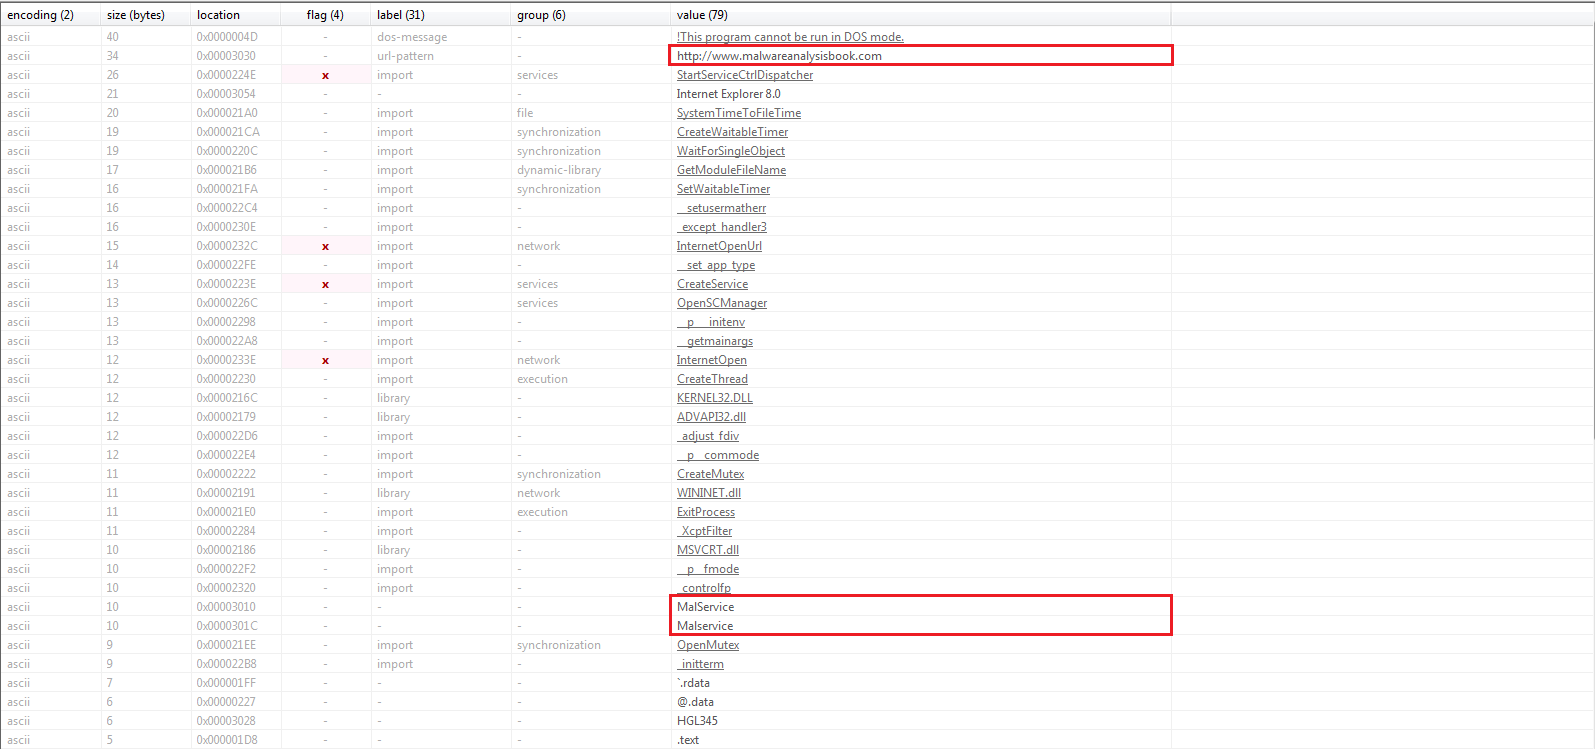 encoding (2) size (bytes) location flag (4) label (31) group (6) value (79)
ascii 40 0x0000004D - dos-message - !This program cannot be run in DOS mode.
ascii 34 0x00003030 - url-pattern - http://www.malwareanalysisbook.com
ascii 26 0x0000224E x import services StartServiceCtrlDispatcher
ascii 21 0x00003054 - - - Internet Explorer 8.0
ascii 20 0x000021A0 - import file SystemTimeToFileTime
ascii 19 0x000021CA - import synchronization CreateWaitableTimer
ascii 19 0x0000220C - import synchronization WaitForSingleObject
ascii 17 0x000021B6 - import dynamic-library GetModuleFileName
ascii 16 0x000021FA - import synchronization SetWaitableTimer
ascii 16 0x000022C4 - import - __setusermatherr
ascii 16 0x0000230E - import - _except_handler3
ascii 15 0x0000232C x import network InternetOpenUrl
ascii 14 0x000022FE - import - __set_app_type
ascii 13 0x0000223E x import services CreateService
ascii 13 0x0000226C - import services OpenSCManager
ascii 13 0x00002298 - import - __p___initenv
ascii 13 0x000022A8 - import - __getmainargs
ascii 12 0x0000233E x import network InternetOpen
ascii 12 0x00002230 - import execution CreateThread
ascii 12 0x0000216C - library - KERNEL32.DLL
ascii 12 0x00002179 - library - ADVAPI32.dll
ascii 12 0x000022D6 - import - _adjust_fdiv
ascii 12 0x000022E4 - import - __p__commode
ascii 11 0x00002222 - import synchronization CreateMutex
ascii 11 0x00002191 - library network WININET.dll
ascii 11 0x000021E0 - import execution ExitProcess
ascii 11 0x00002284 - import - _XcptFilter
ascii 10 0x00002186 - library - MSVCRT.dll
ascii 10 0x000022F2 - import - __p__fmode
ascii 10 0x00002320 - import - _controlfp
ascii 10 0x00003010 - - - MalService
ascii 10 0x0000301C - - - Malservice
ascii 9 0x000021EE - import synchronization OpenMutex
ascii 9 0x000022B8 - import - _initterm
ascii 7 0x000001FF - - - `.rdata
ascii 6 0x00000227 - - - @.data
ascii 6 0x00003028 - - - HGL345
ascii 5 0x000001D8 - - - .text